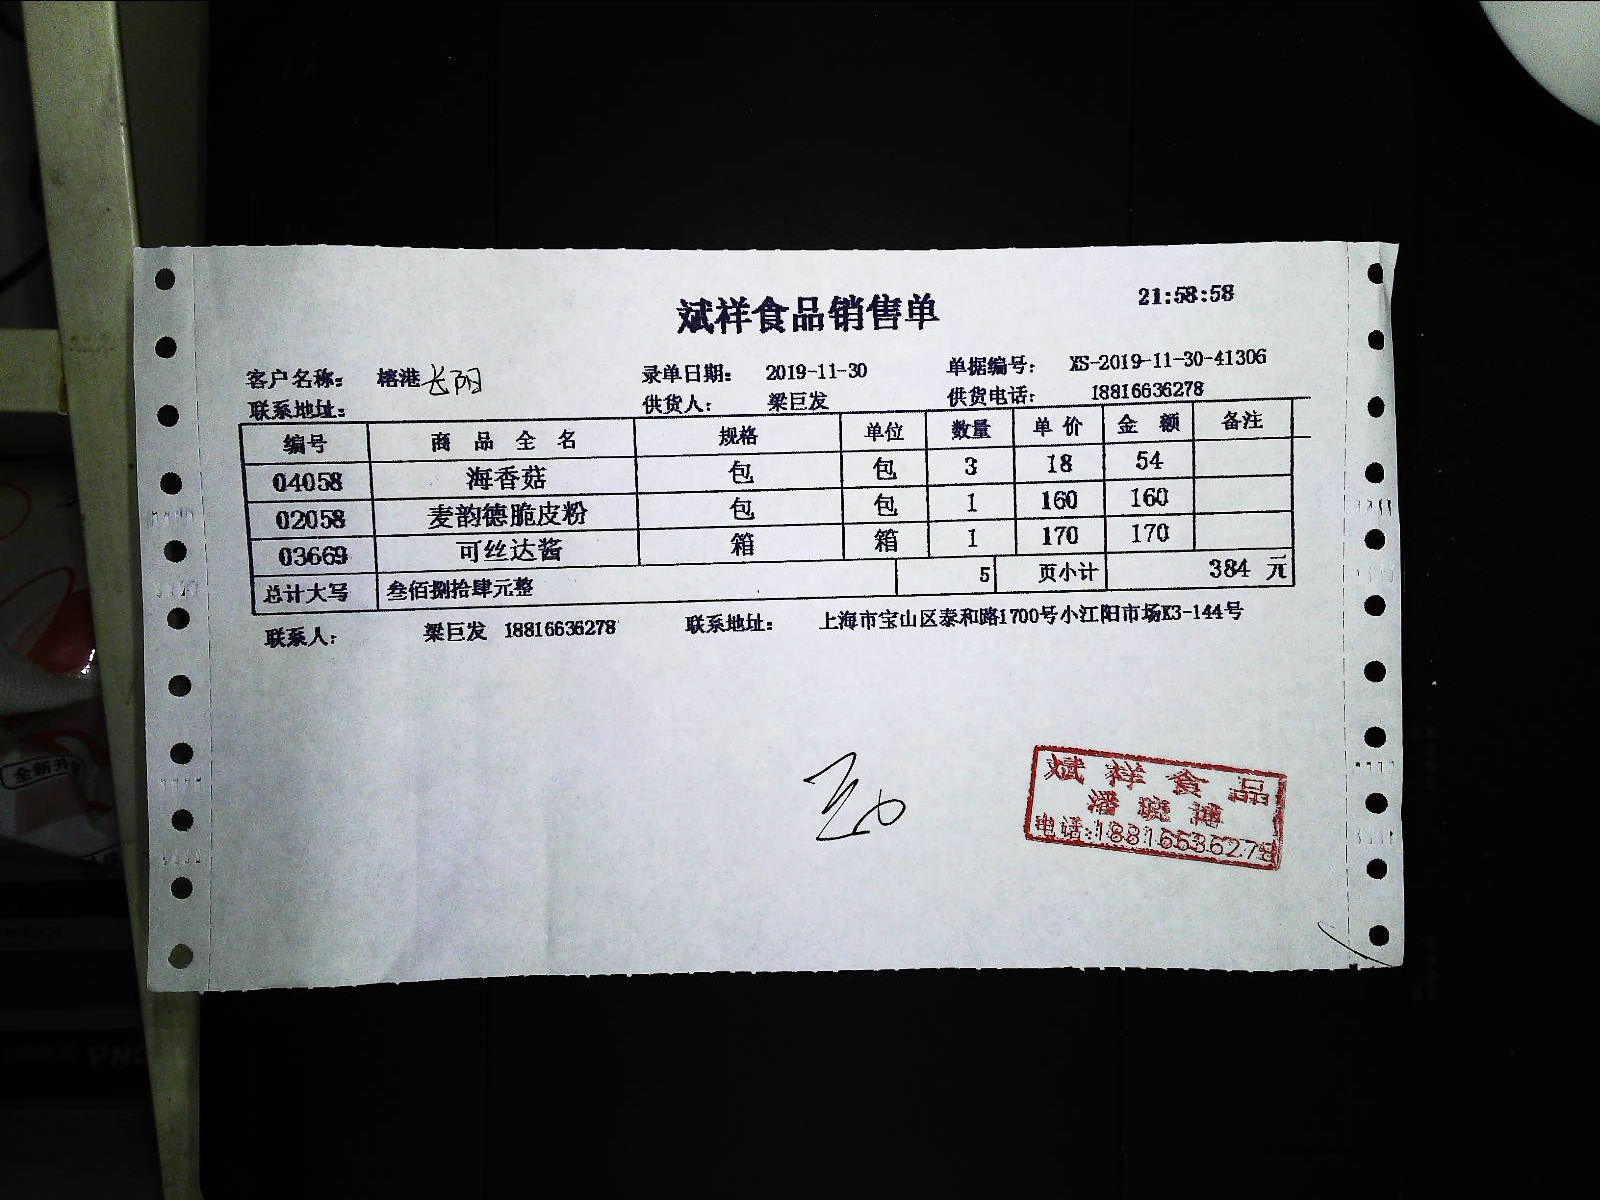 21:58:58
斌祥食品销售单
客户名称: 榕港 长阳 录单日期: 2019-11-30 单据编号: XS-2019-11-30-41306
联系地址: 供货人: 梁巨发 供货电话: 18816636278
编号 商 品 全 名 规格 单位 数量 单 价 金 额 备注
04058 海香菇 包 包 3 18 54
02058 麦韵德脆皮粉 包 包 1 160 160
03669 可丝达酱 箱 箱 1 170 170
总计大写 叁佰捌拾肆元整 5 页小计 384 元
联系人: 梁巨发 18816636278 联系地址: 上海市宝山区泰和路1700号小江阳市场K3-144号
斌祥食品
潘晓博
电话:18816636278
全新升